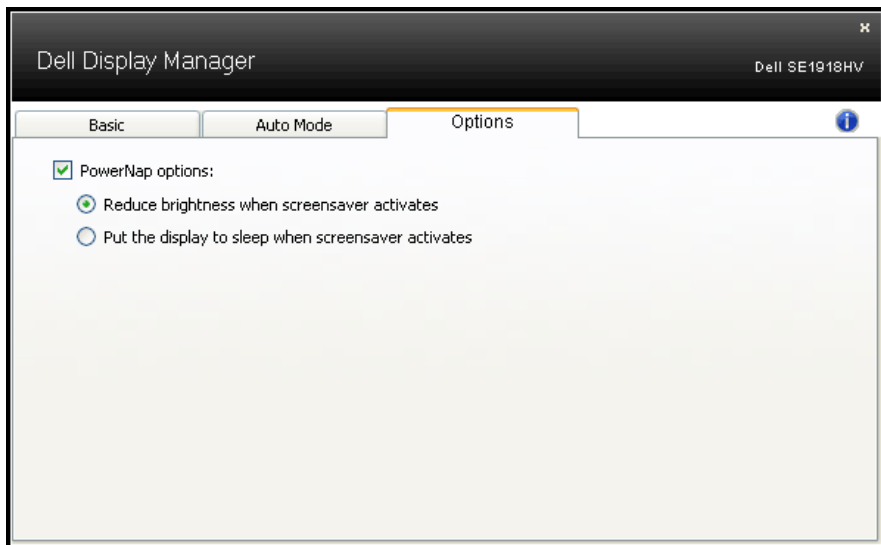 Dell Display Manager
Dell SE1918HV
Basic
Auto Mode
Options
PowerNap options:
Reduce brightness when screensaver activates
Put the display to sleep when screensaver activates